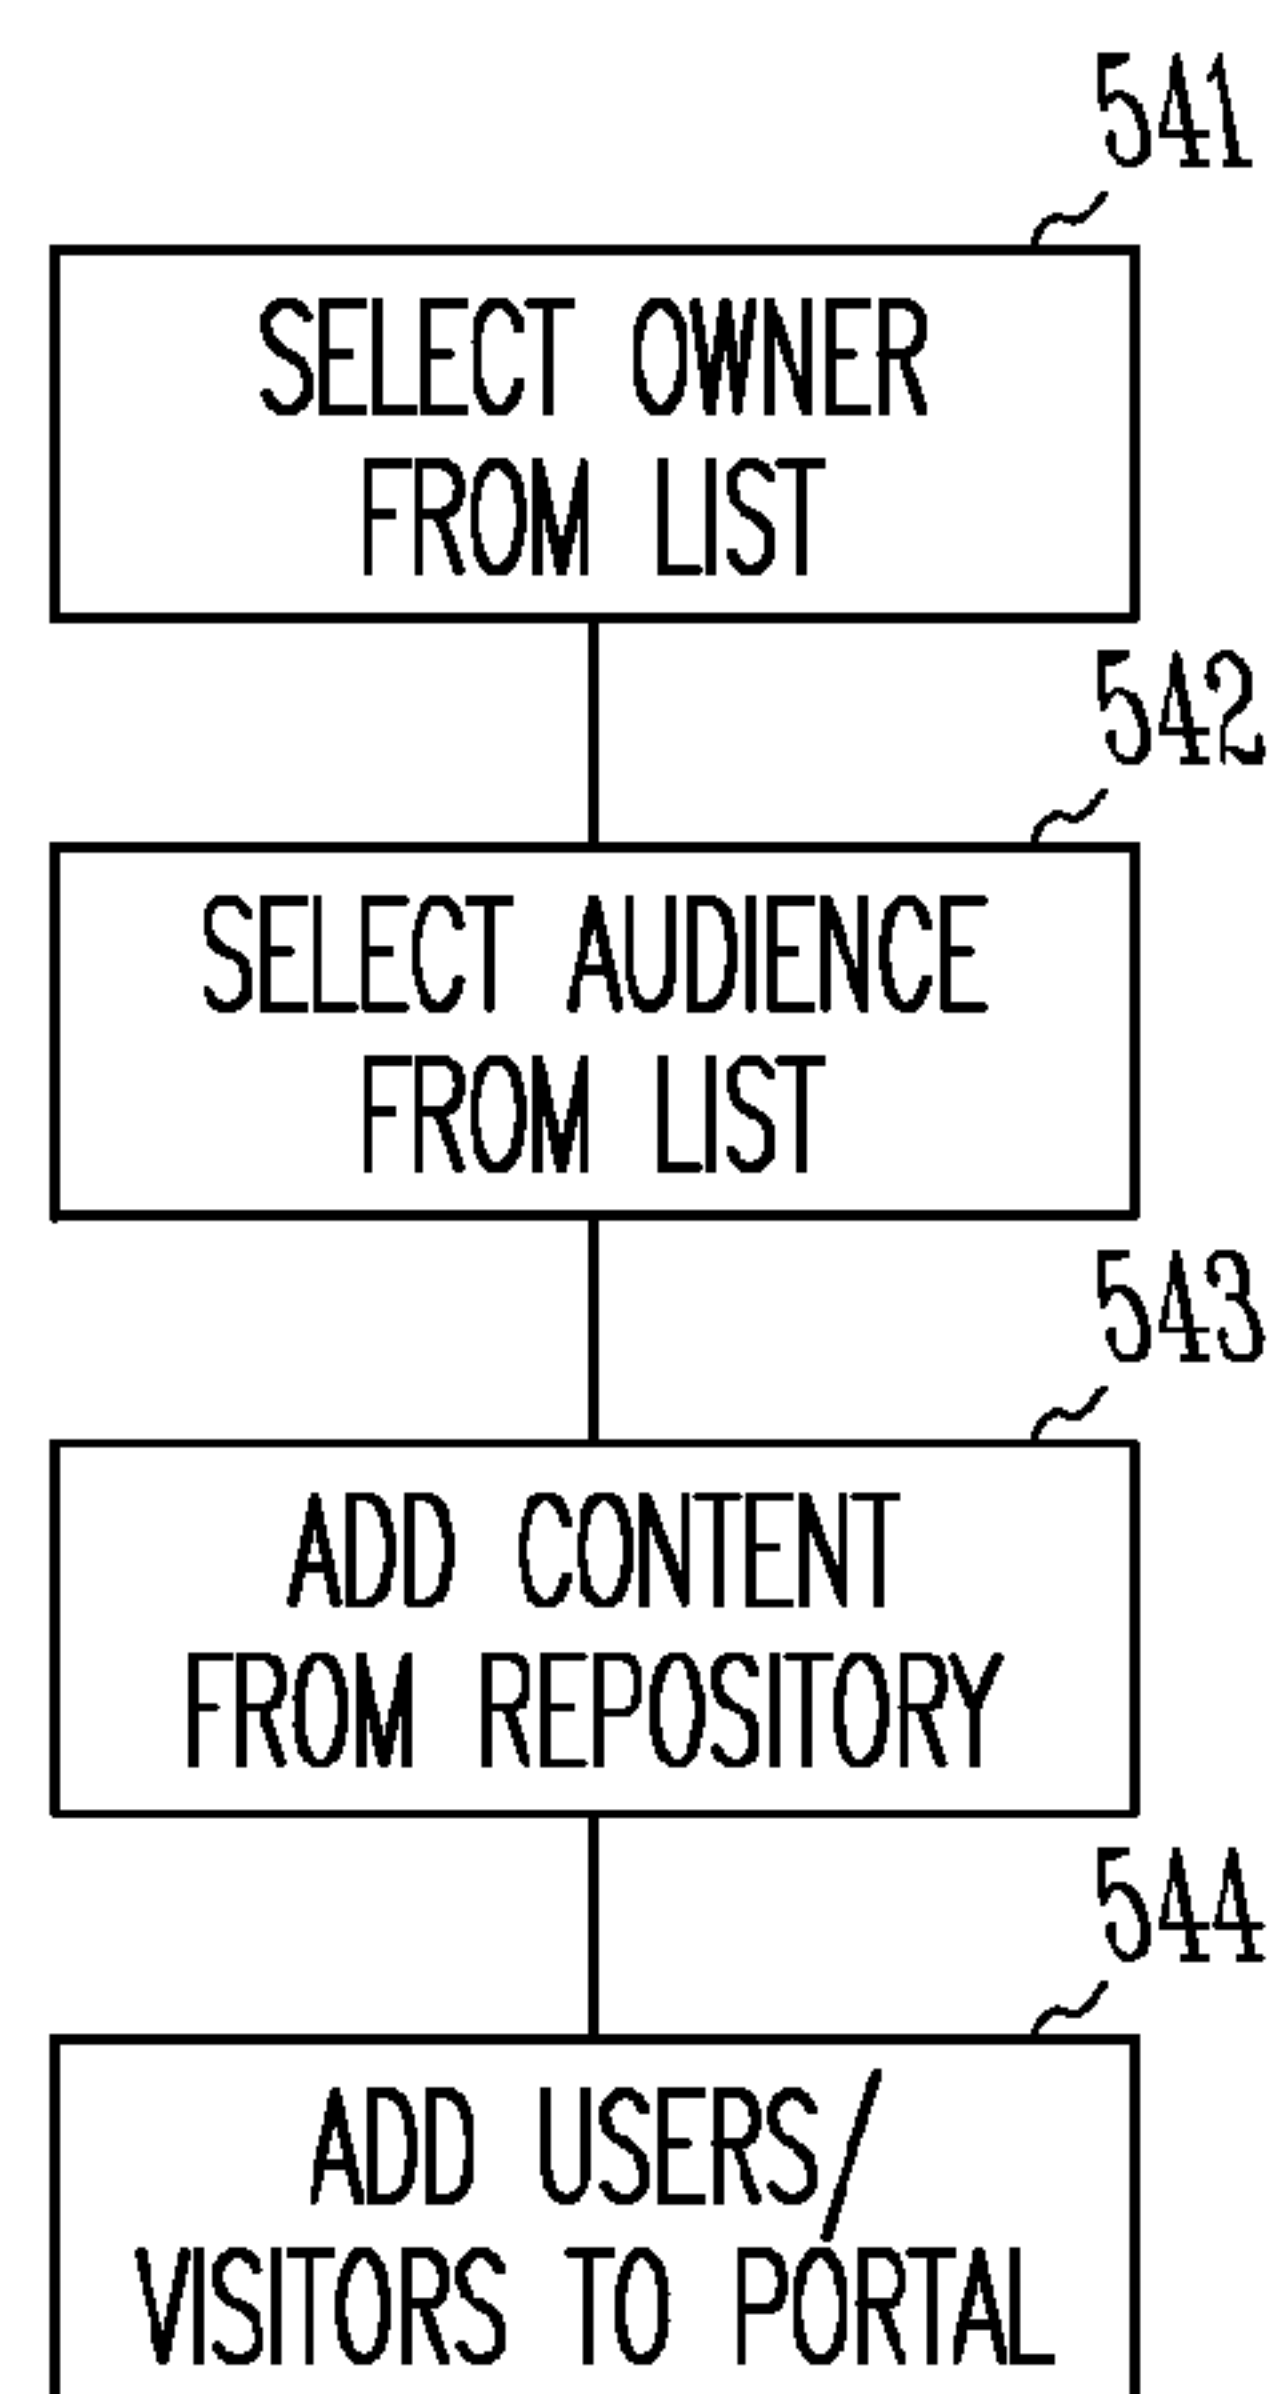 541
SELECT OWNER
FROM LIST
542
SELECT AUDIENCE
FROM LIST
543
ADD CONTENT
FROM REPOSITORY
544
ADD USERS/
VISITORS TO PORTAL